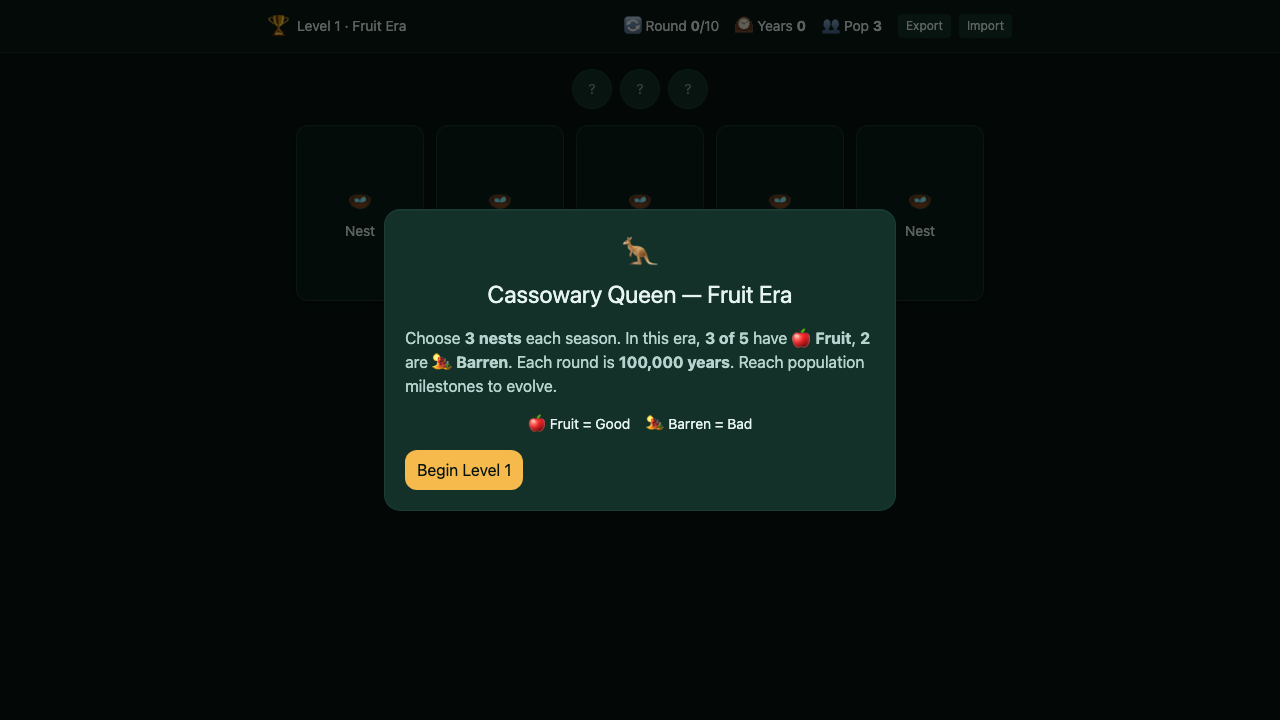 Level 1 · Fruit Era
Round 0/10
Years 0
Pop 3
Export
Import
? ? ?
Nest
Nest
Cassowary Queen — Fruit Era
Choose 3 nests each season. In this era, 3 of 5 have Fruit, 2
are Barren. Each round is 100,000 years. Reach population
milestones to evolve.
Fruit = Good Barren = Bad
Begin Level 1